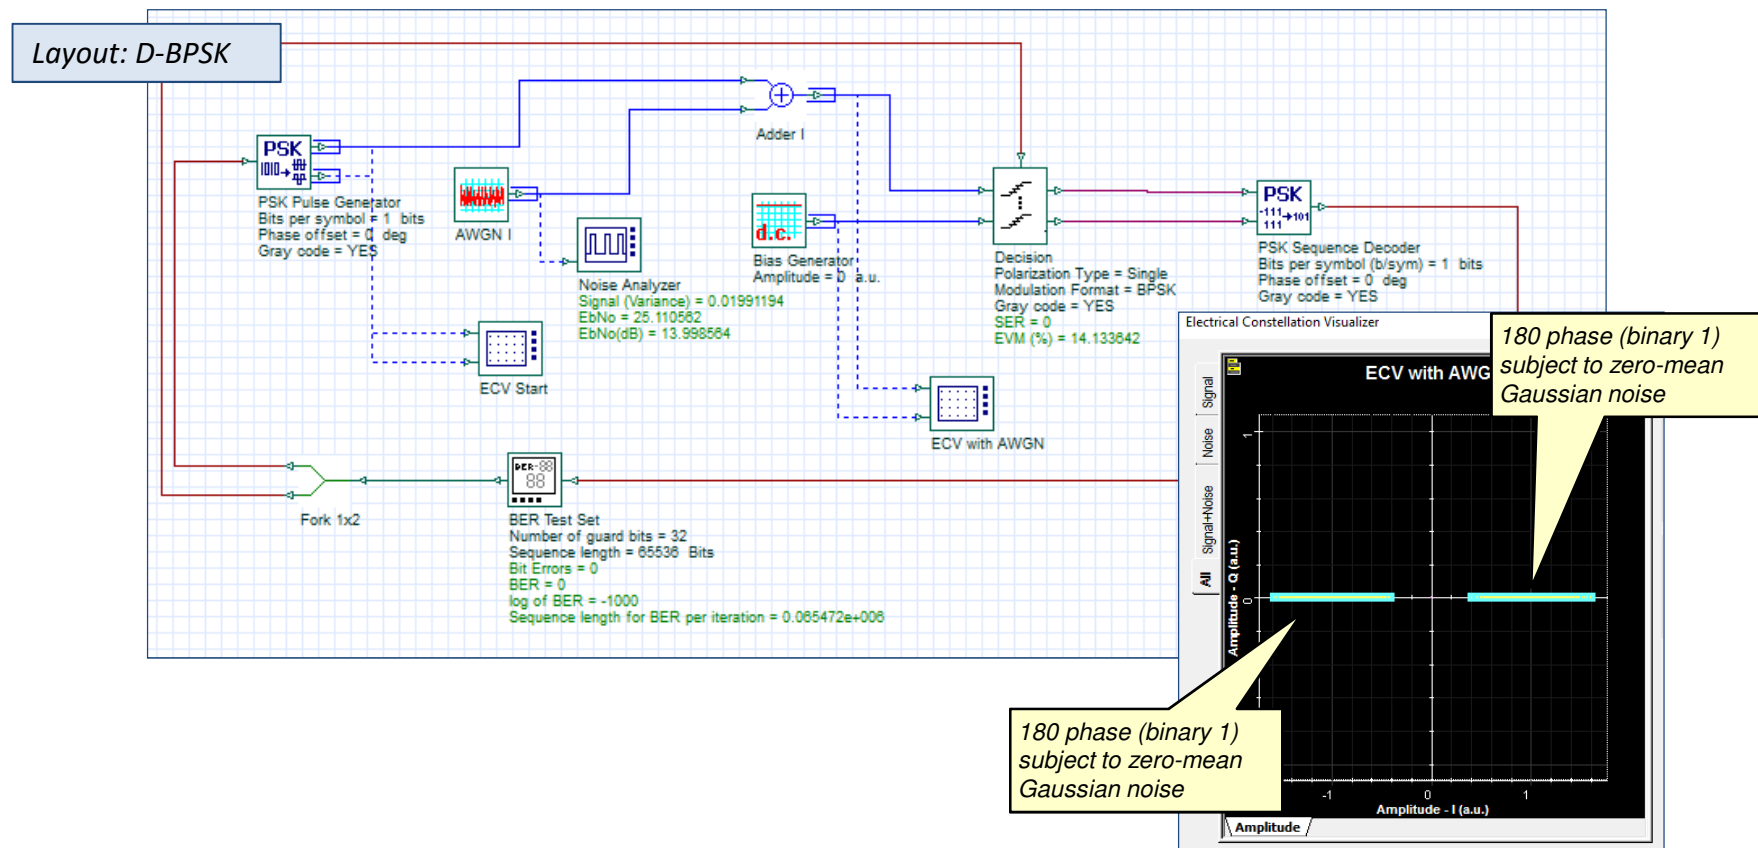 Layout: D-BPSK
PSK
1010
PSK Pulse Generator
Bits per symbol = 1 bits
Phase offset = 0 deg
Gray code = YES
AWGN I
Noise Analyzer
Signal (Variance) = 0.01991194
EbNo = 25.110562
EbNo(dB) = 13.998564
ECV Start
Adder I
d.c.
Bias Generator
Amplitude = 0 a.u.
Decision
Polarization Type = Single
Modulation Format = BPSK
Gray code = YES
SER = 0
EVM (%) = 14.133642
PSK
-111
111
101
PSK Sequence Decoder
Bits per symbol (b/sym) = 1 bits
Phase offset = 0 deg
Gray code = YES
ECV with AWGN
Fork 1x2
BER-88
88
BER Test Set
Number of guard bits = 32
Sequence length = 65536 Bits
Bit Errors = 0
BER = 0
log of BER = -1000
Sequence length for BER per iteration = 0.065472e+006
Electrical Constellation Visualizer
ECV with AWG
180 phase (binary 1)
subject to zero-mean
Gaussian noise
Signal
Noise
Signal+Noise
All
Amplitude - Q (a.u.)
1
0
180 phase (binary 1)
subject to zero-mean
Gaussian noise
-1
0
1
Amplitude - I (a.u.)
Amplitude